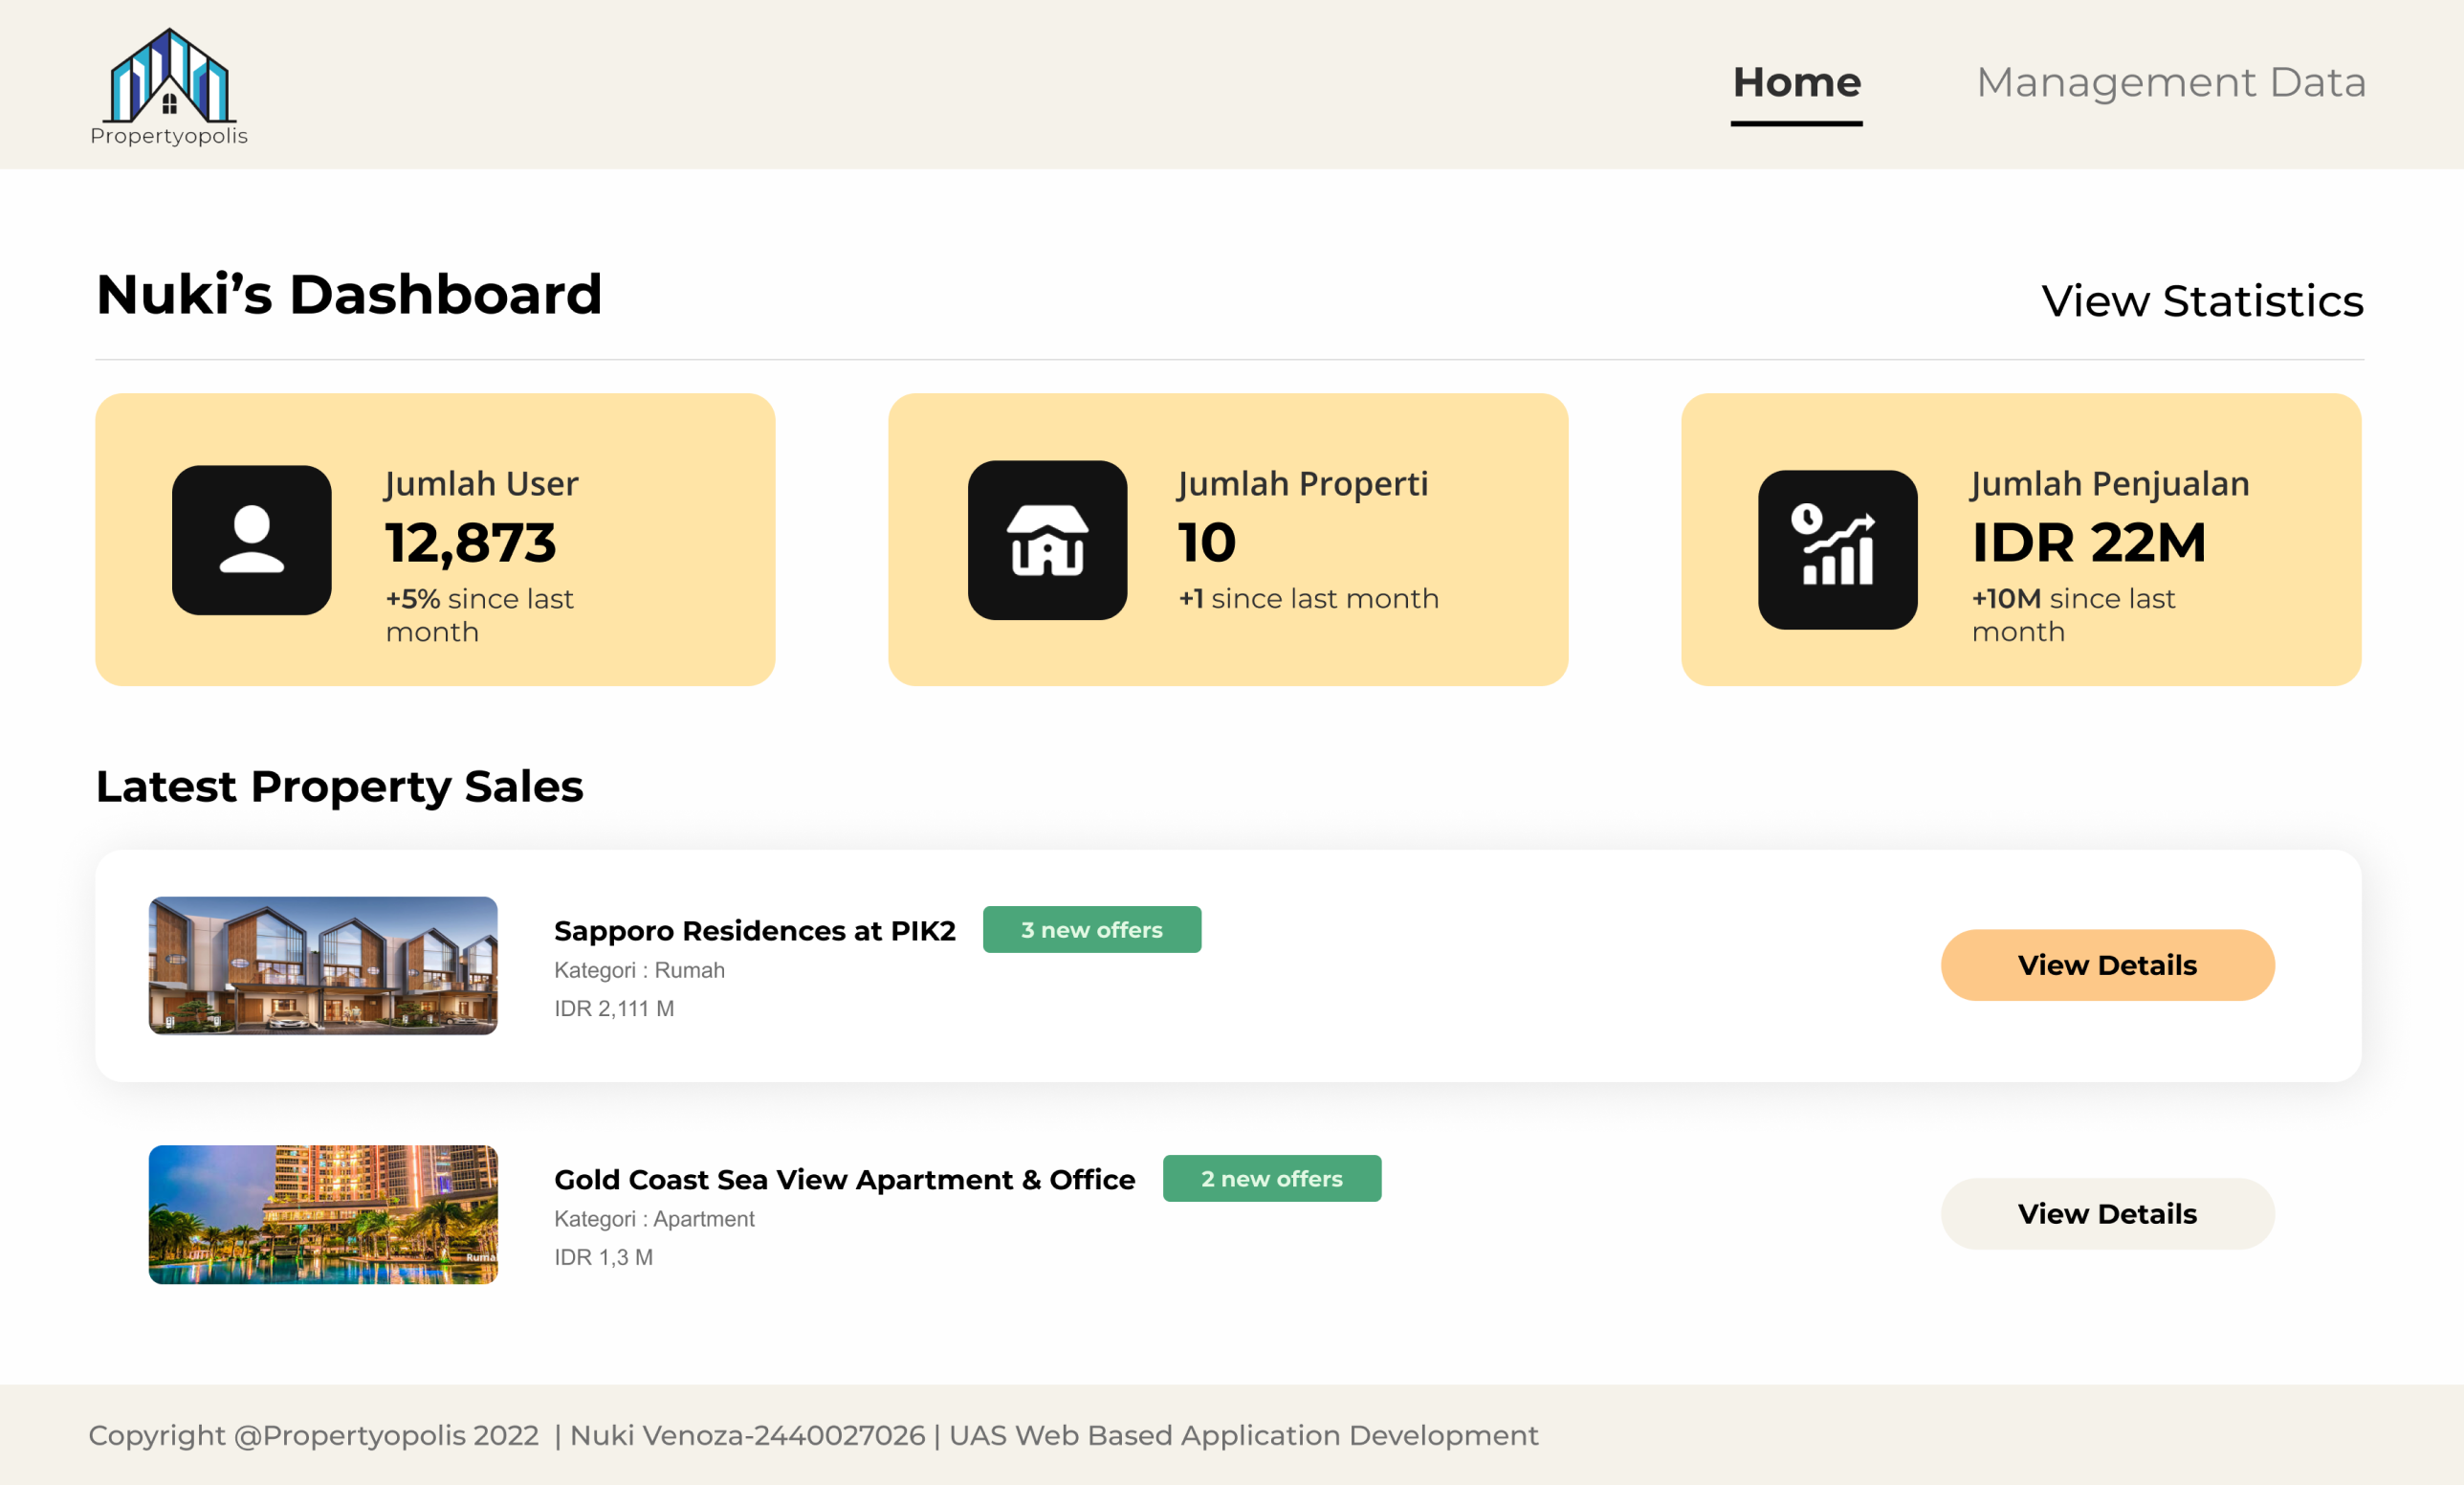 Propertyopolis
Home
Management Data
Nuki’s Dashboard
View Statistics
Jumlah User
12,873
+5% since last
month
Jumlah Properti
10
+1 since last month
Jumlah Penjualan
IDR 22M
+10M since last
month
Latest Property Sales
Sapporo Residences at PIK2
3 new offers
Kategori : Rumah
IDR 2,111 M
View Details
Gold Coast Sea View Apartment & Office
2 new offers
Kategori : Apartment
IDR 1,3 M
Ruma
View Details
Copyright @Propertyopolis 2022 | Nuki Venoza-2440027026 | UAS Web Based Application Development